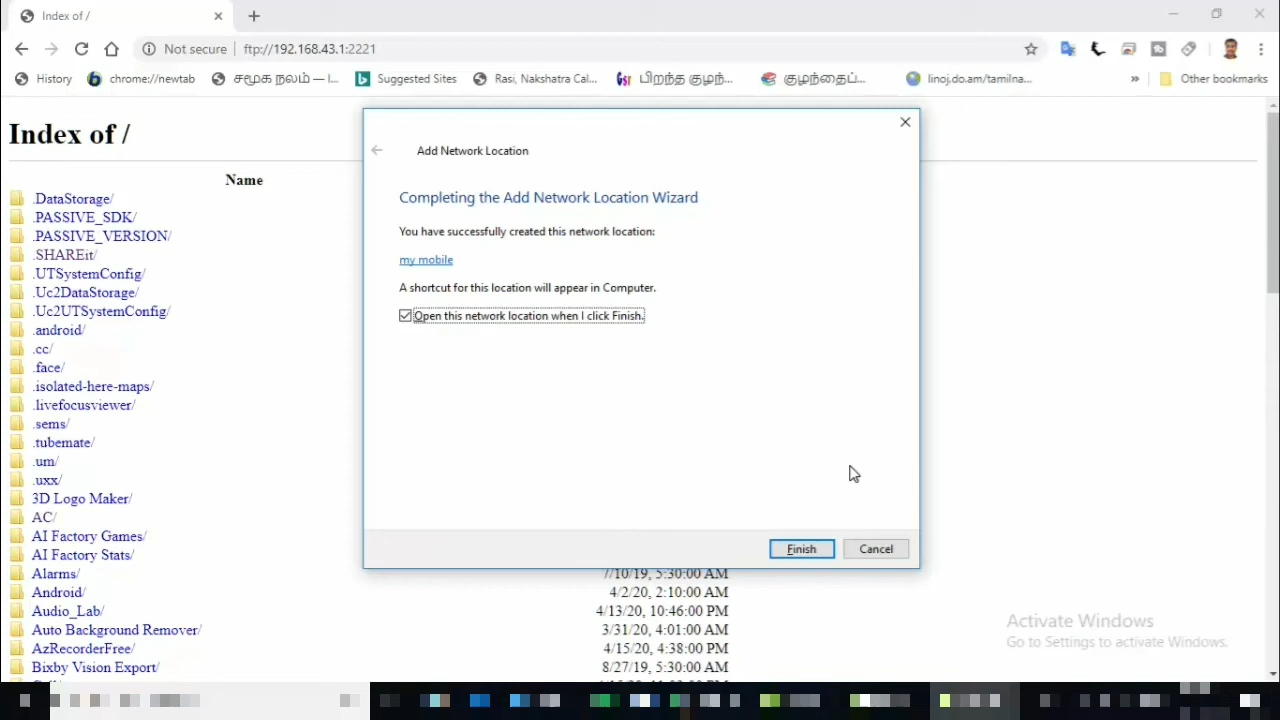 Index of /
Not secure
ftp://192.168.43.1:2221
History
chrome://newtab
சமூக நலம் — I...
Suggested Sites
Rasi, Nakshatra Cal...
பிறந்த குழந்...
குழந்தைப்...
linoj.do.am/tamilna...
»
Other bookmarks
Index of /
Name
.DataStorage/
.PASSIVE_SDK/
.PASSIVE_VERSION/
.SHAREit/
.UTSystemConfig/
.Uc2DataStorage/
.Uc2UTSystemConfig/
.android/
.cc/
.face/
.isolated-here-maps/
.livefocusviewer/
.sems/
.tubemate/
.um/
.uxx/
3D Logo Maker/
AC/
AI Factory Games/
AI Factory Stats/
Alarms/ 7/10/19, 5:30:00 AM
Android/ 4/2/20, 2:10:00 AM
Audio_Lab/ 4/13/20, 10:46:00 PM
Auto Background Remover/ 3/31/20, 4:01:00 AM
AzRecorderFree/ 4/15/20, 4:38:00 PM
Bixby Vision Export/ 8/27/19, 5:30:00 AM
Add Network Location
Completing the Add Network Location Wizard
You have successfully created this network location:
my mobile
A shortcut for this location will appear in Computer.
Open this network location when I click Finish.
Finish
Cancel
Activate Windows
Go to Settings to activate Windows.